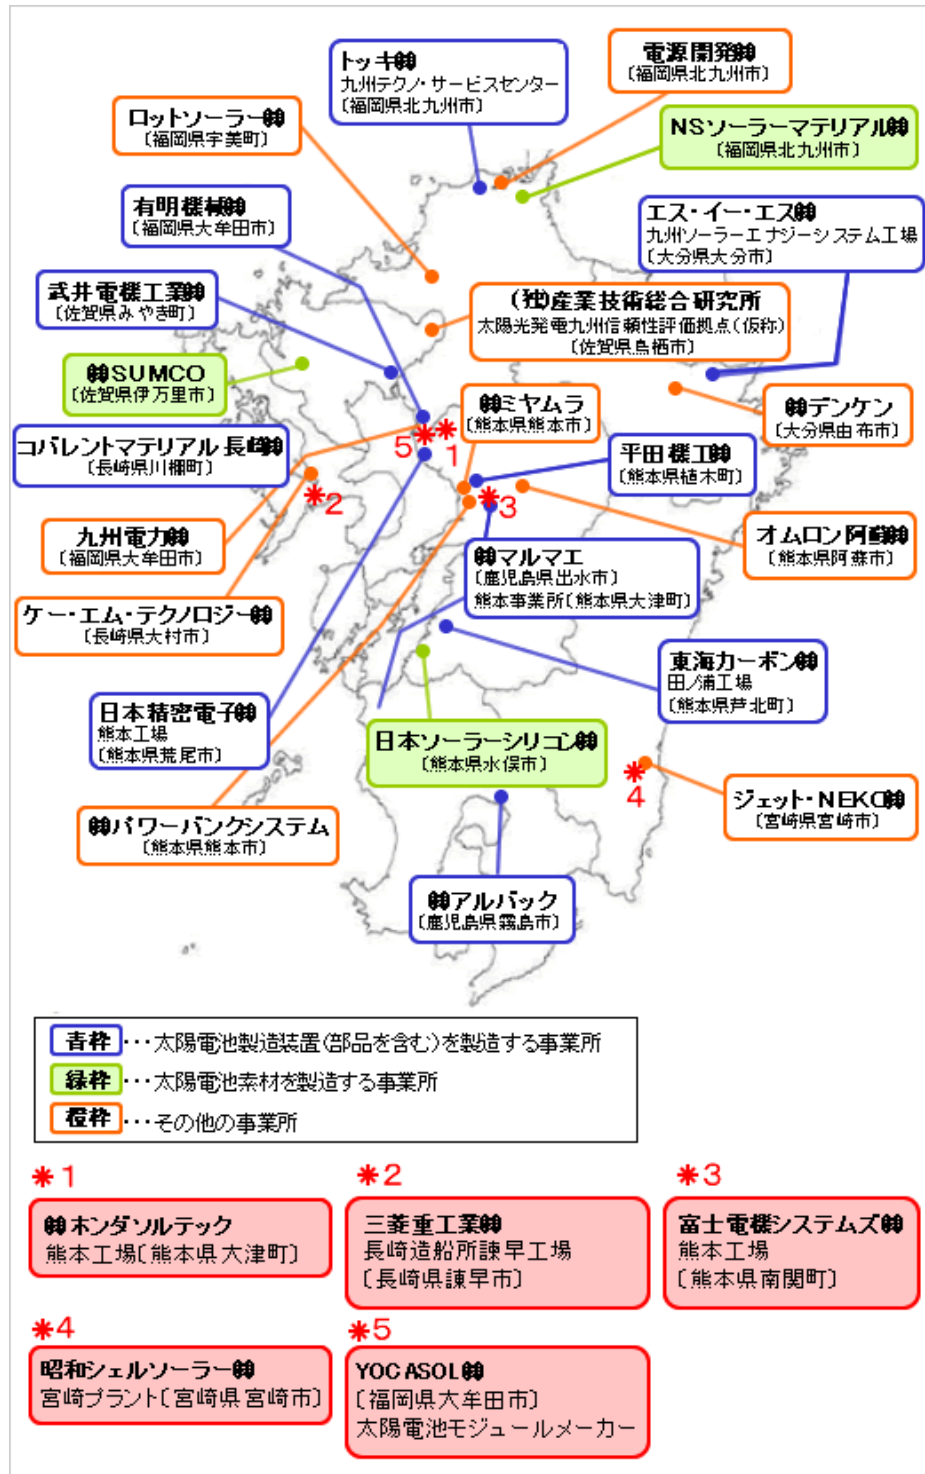 トッキ㈱
九州テクノ・サービスセンター
(福岡県北九州市)
電源開発㈱
(福岡県北九州市)
ロットソーラー㈱
(福岡県宇美町)
NSソーラーマテリアル㈱
(福岡県北九州市)
有明機械㈱
(福岡県大牟田市)
エス・イー・エス㈱
九州ソーラーエナジーシステム工場
(大分県大分市)
武井電機工業㈱
(佐賀県みやき町)
(独)産業技術総合研究所
太陽光発電九州信頼性評価拠点(仮称)
(佐賀県鳥栖市)
㈱SUMCO
(佐賀県伊万里市)
㈱ミヤムラ
(熊本県熊本市)
㈱デンケン
(大分県由布市)
コバレントマテリアル長崎㈱
(長崎県川棚町)
平田機工㈱
(熊本県植木町)
5
1
2
3
九州電力㈱
(福岡県大牟田市)
オムロン阿蘇㈱
(熊本県阿蘇市)
㈱マルマエ
(鹿児島県出水市)
熊本事業所(熊本県大津町)
ケー・エム・テクノロジー㈱
(長崎県大村市)
東海カーボン㈱
田ノ浦工場
(熊本県芦北町)
日本精密電子㈱
熊本工場
(熊本県荒尾市)
日本ソーラーシリコン㈱
(熊本県水俣市)
4
ジェット・NEKO㈱
(宮崎県宮崎市)
㈱パワーバンクシステム
(熊本県熊本市)
㈱アルバック
(鹿児島県霧島市)
青枠・・・太陽電池製造装置(部品を含む)を製造する事業所
緑枠・・・太陽電池素材を製造する事業所
橙枠・・・その他の事業所
＊1
㈱ホンダソルテック
熊本工場(熊本県大津町)
＊2
三菱重工業㈱
長崎造船所諫早工場
(長崎県諫早市)
＊3
富士電機システムズ㈱
熊本工場
(熊本県南関町)
＊4
昭和シェルソーラー㈱
宮崎プラント(宮崎県宮崎市)
＊5
YOCASOL㈱
(福岡県大牟田市)
太陽電池モジュールメーカー